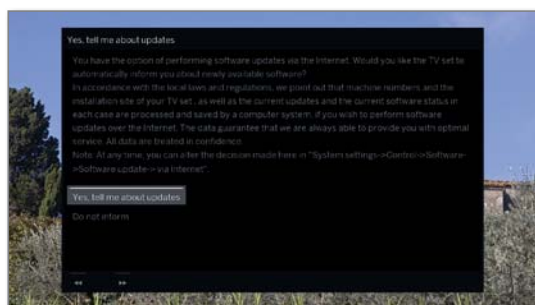 Yes, tell me about updates
You have the option of performing software updates via the Internet. Would you like the TV set to
automatically inform you about newly available software?
In accordance with the local laws and regulations, we point out that machine numbers and the
installation site of your TV set , as well as the current updates and the current software status in
each case are processed and saved by a computer system, if you wish to perform software
updates over the Internet. The data guarantee that we are always able to provide you with optimal
service. All data are treated in confidence.
Note: At any time, you can alter the decision made here in "System settings->Control->Software-
>Software update-> via Internet".
Yes, tell me about updates
Do not inform